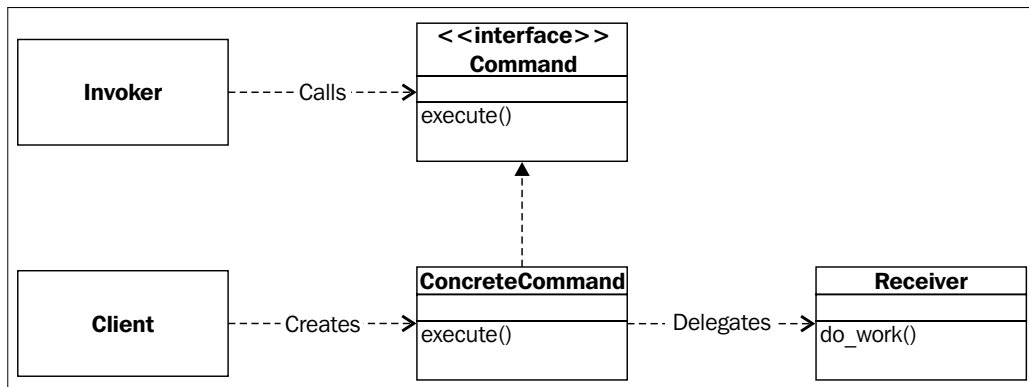 <<interface>>
Command
Invoker
Calls
execute()
ConcreteCommand
Receiver
Client
Creates
execute()
Delegates
do_work()